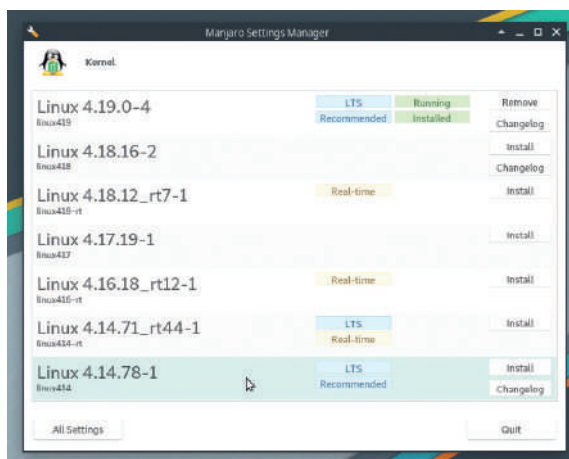 Manjaro Settings Manager
Kernel
Linux 4.19.0-4 LTS Running Remove
linux419 Recommended Installed Changelog
Linux 4.18.16-2 Install
linux418 Changelog
Linux 4.18.12_rt7-1 Real-time Install
linux418-rt
Linux 4.17.19-1 Install
linux417
Linux 4.16.18_rt12-1 Real-time Install
linux416-rt
Linux 4.14.71_rt44-1 LTS Install
linux414-rt Real-time
Linux 4.14.78-1 LTS Install
linux414 Recommended Changelog
All Settings Quit